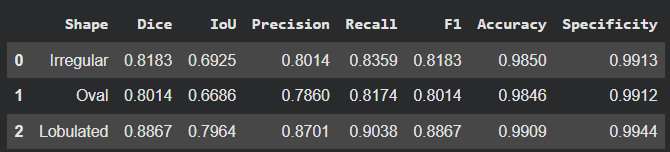 Shape Dice IoU Precision Recall F1 Accuracy Specificity
0 Irregular 0.8183 0.6925 0.8014 0.8359 0.8183 0.9850 0.9913
1 Oval 0.8014 0.6686 0.7860 0.8174 0.8014 0.9846 0.9912
2 Lobulated 0.8867 0.7964 0.8701 0.9038 0.8867 0.9909 0.9944